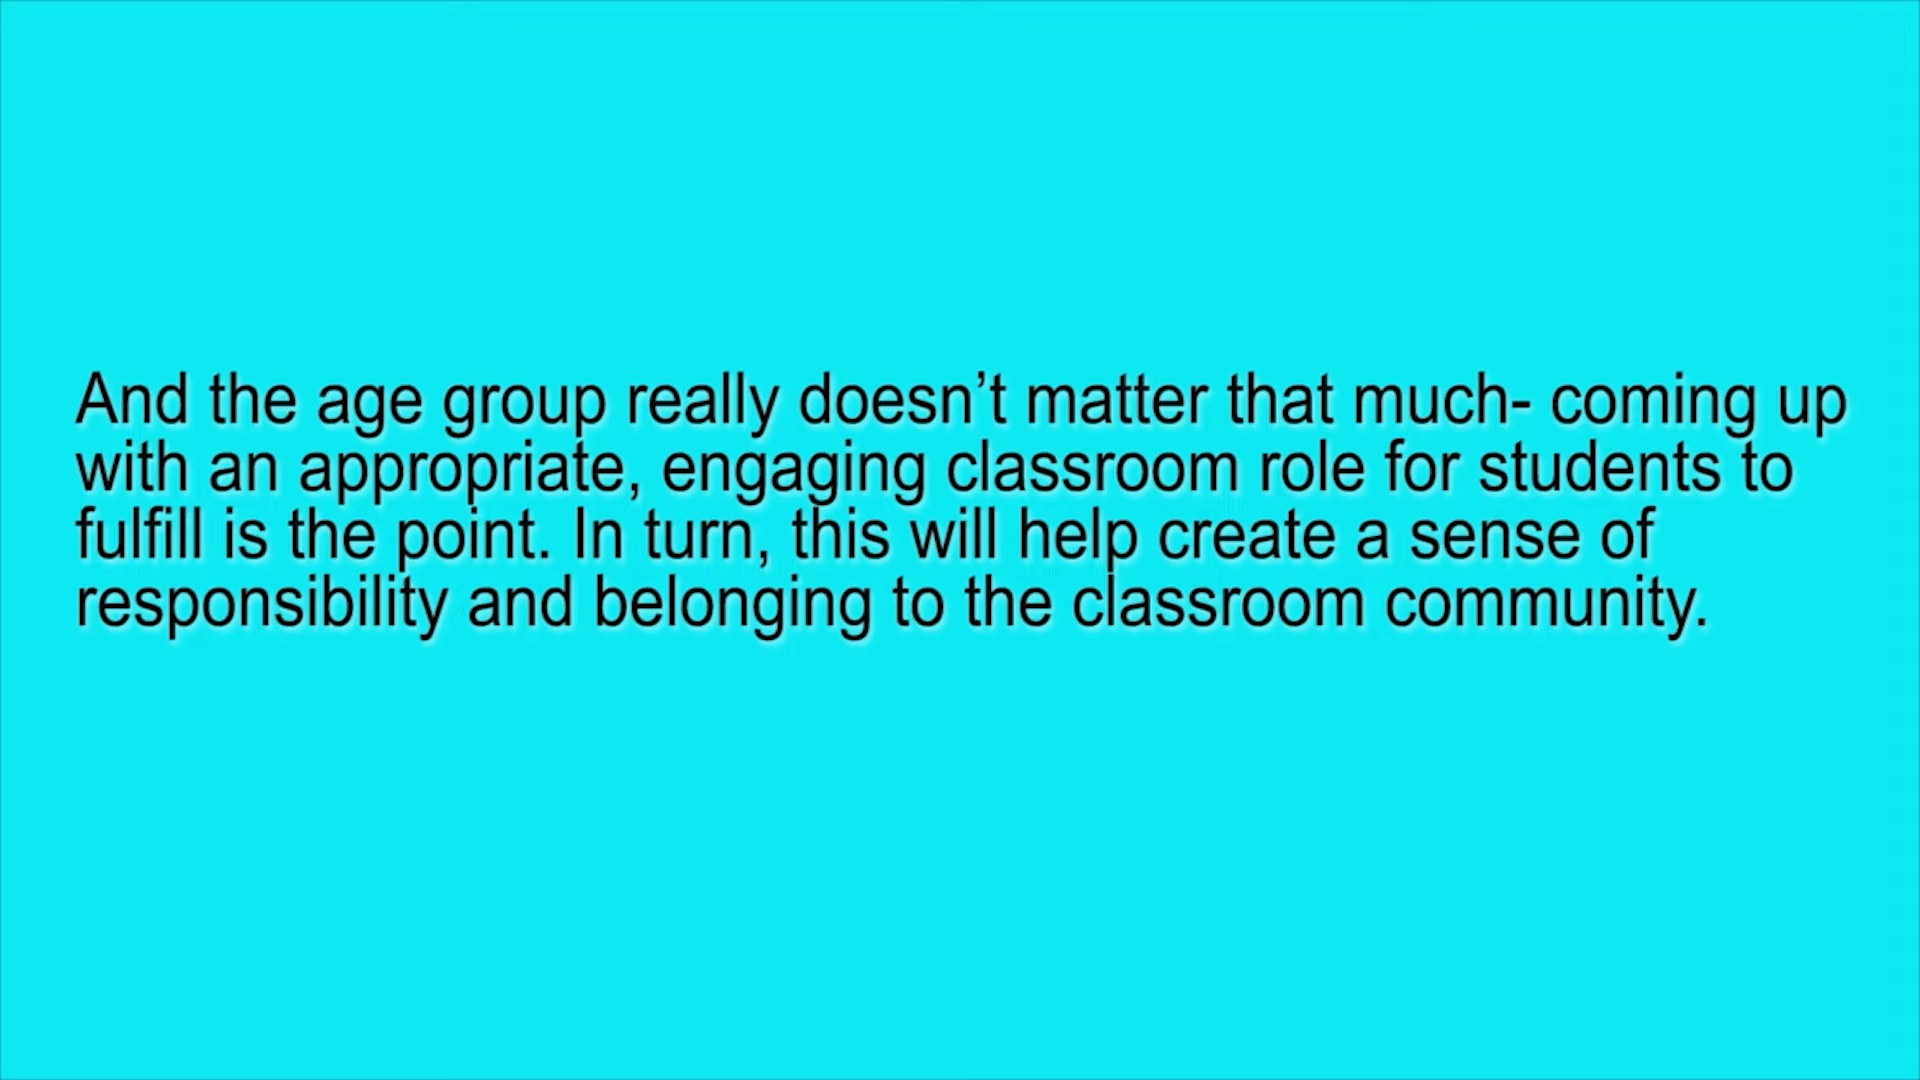 And the age group really doesn’t matter that much- coming up
with an appropriate, engaging classroom role for students to
fulfill is the point. In turn, this will help create a sense of
responsibility and belonging to the classroom community.